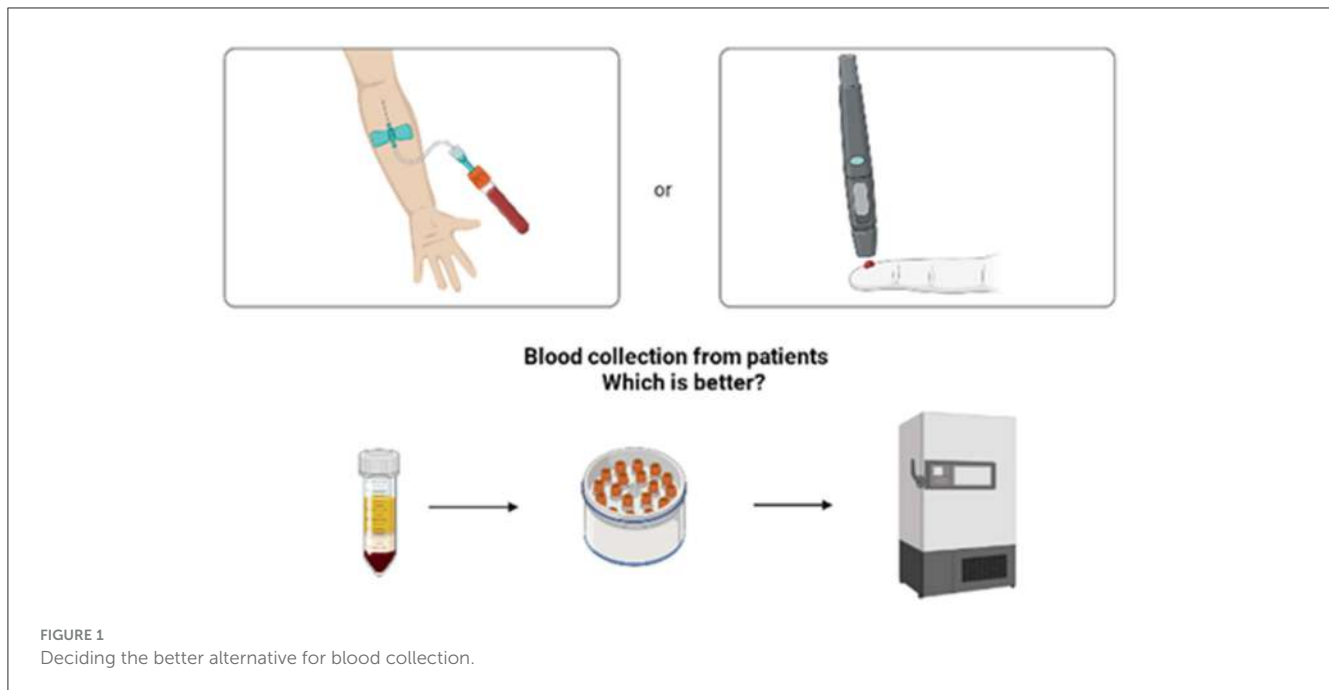 or
Blood collection from patients
Which is better?
FIGURE 1
Deciding the better alternative for blood collection.